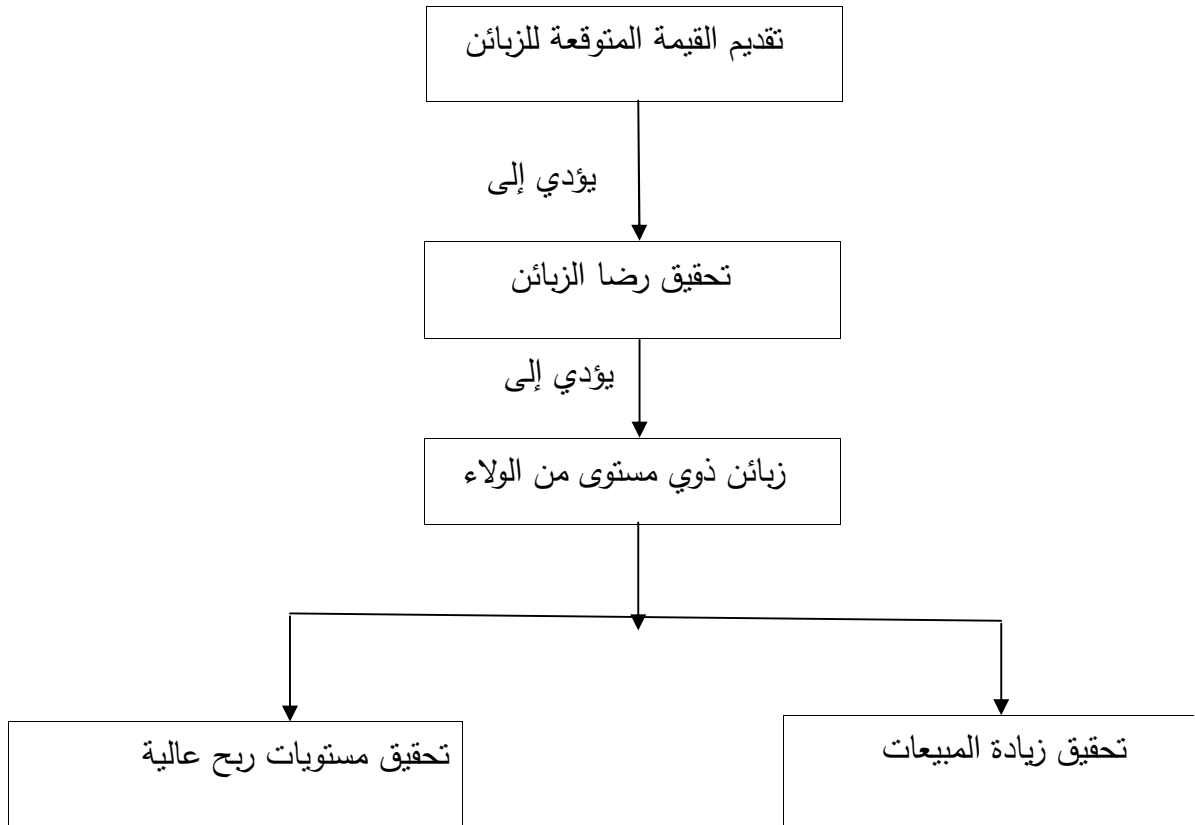 تقديم القيمة المتوقعة للزبائن
يؤدي إلى
تحقيق رضا الزبائن
يؤدي إلى
زبائن ذوي مستوى من الولاء
تحقيق زيادة المبيعات
تحقيق مستويات ربح عالية